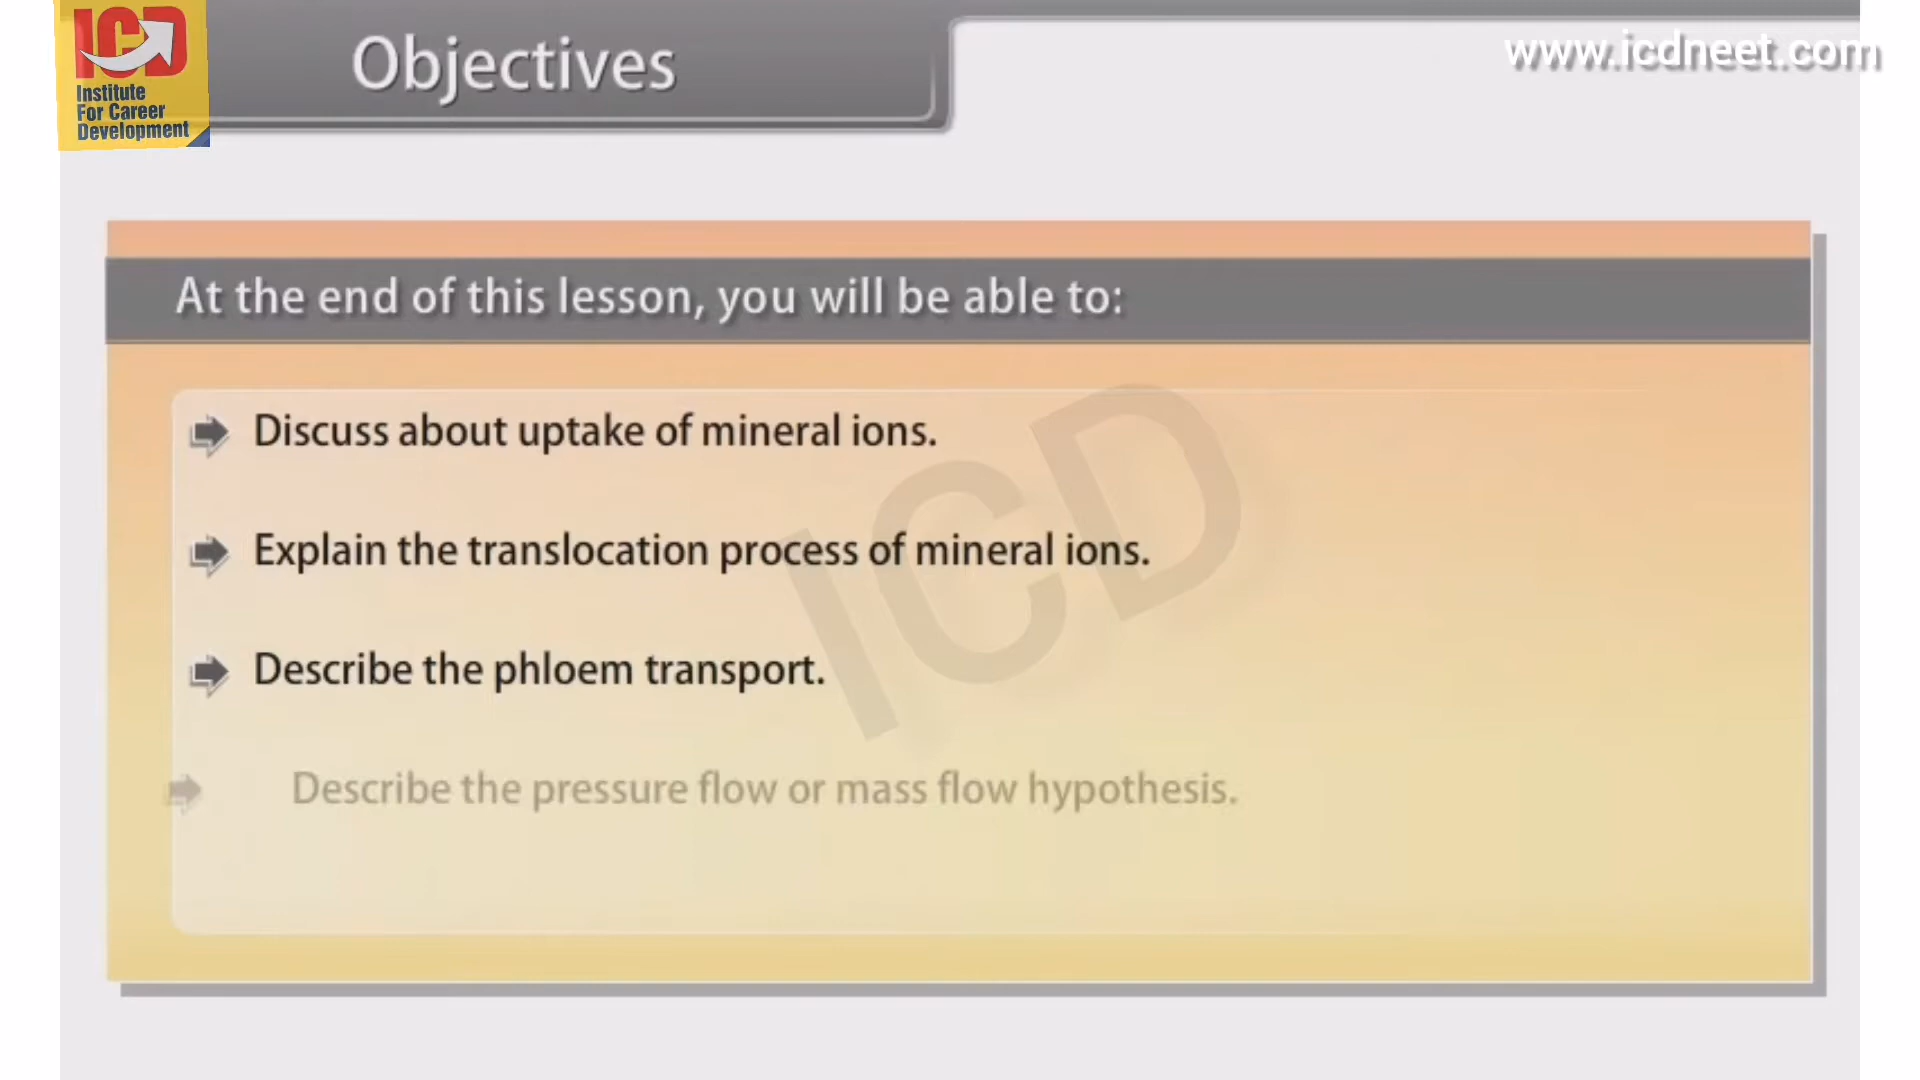 ICD
Institute
For Career
Development
Objectives
www.icdneet.com
At the end of this lesson, you will be able to:
Discuss about uptake of mineral ions.
Explain the translocation process of mineral ions.
Describe the phloem transport.
Describe the pressure flow or mass flow hypothesis.
ICD